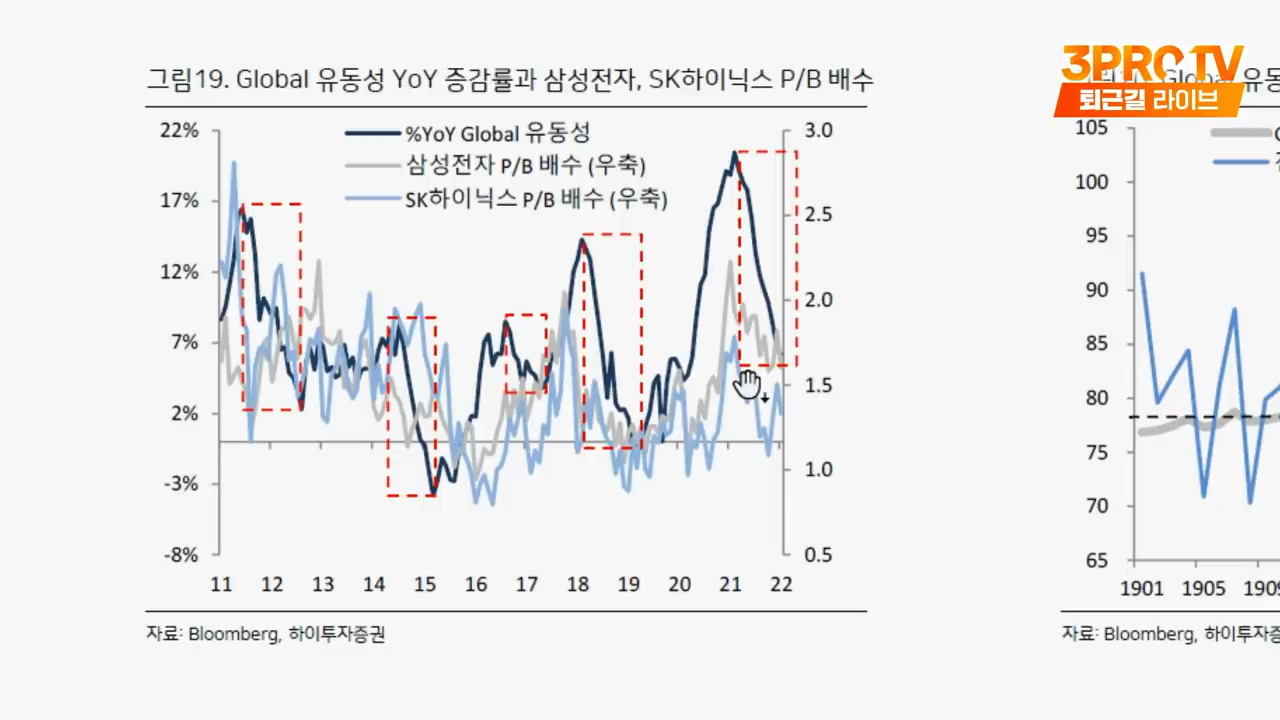 3PROTV
퇴근길 라이브
그림19. Global 유동성 YoY 증감률과 삼성전자, SK하이닉스 P/B 배수
%YoY Global 유동성
삼성전자 P/B 배수 (우축)
SK하이닉스 P/B 배수 (우축)
22%
17%
12%
7%
2%
-3%
-8%
3.0
2.5
2.0
1.5
1.0
0.5
11 12 13 14 15 16 17 18 19 20 21 22
자료: Bloomberg, 하이투자증권
105
100
95
90
85
80
75
70
65
1901 1905
자료: Bloomberg, 하이투자증